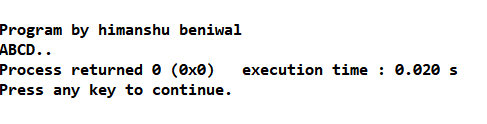 Program by himanshu beniwal
ABCD..
Process returned 0 (0x0)   execution time : 0.020 s
Press any key to continue.